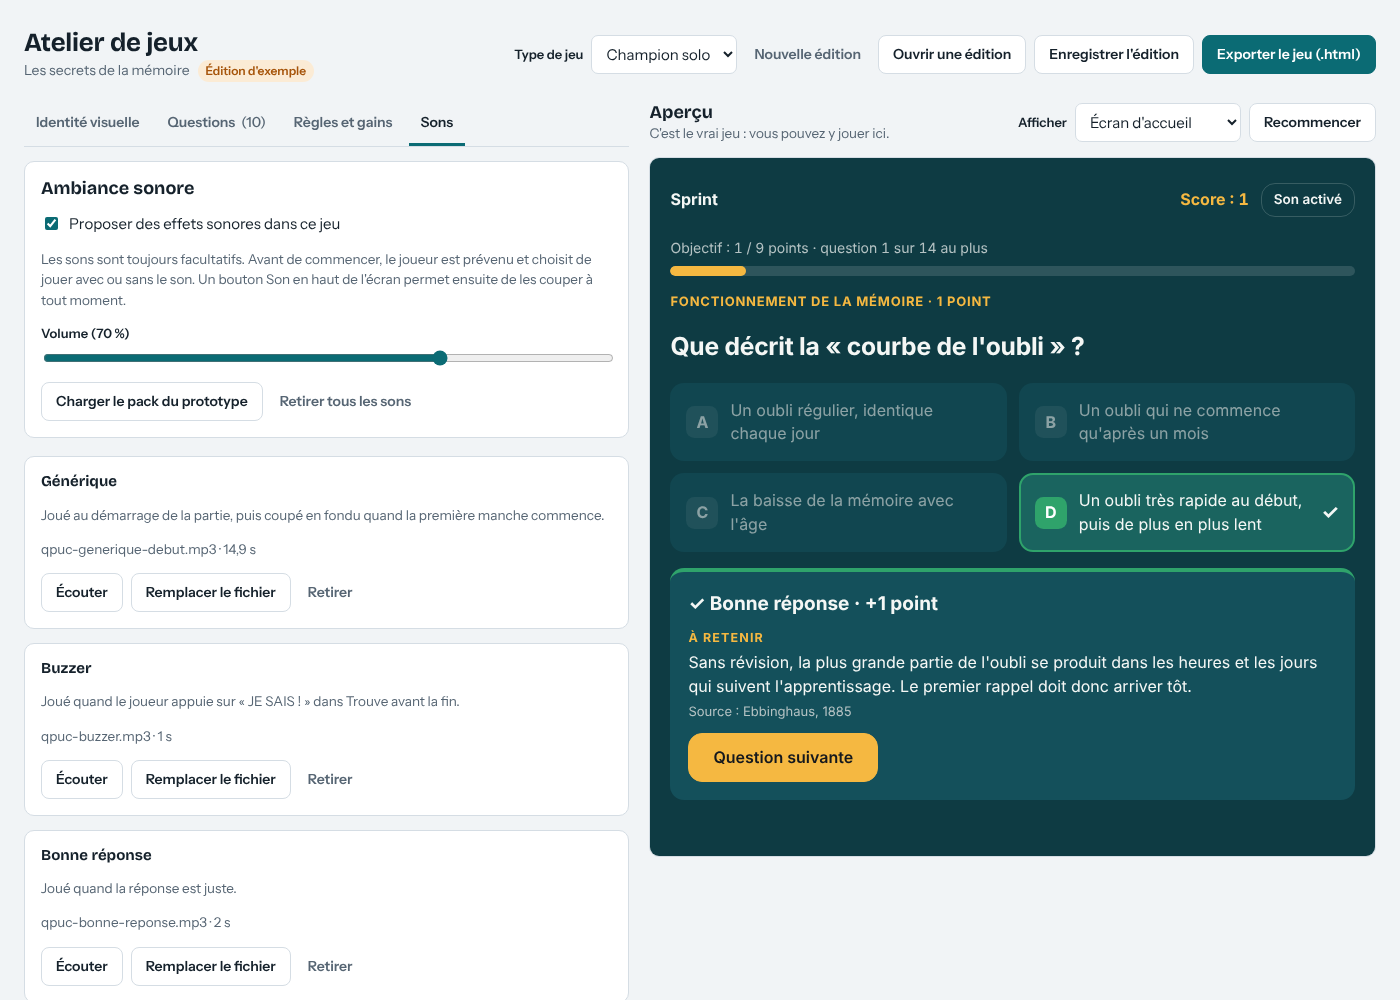 Atelier de jeux
Les secrets de la mémoire
Édition d'exemple
Type de jeu
Champion solo
Nouvelle édition
Ouvrir une édition
Enregistrer l'édition
Exporter le jeu (.html)
Identité visuelle
Questions (10)
Règles et gains
Sons
Ambiance sonore
Proposer des effets sonores dans ce jeu
Les sons sont toujours facultatifs. Avant de commencer, le joueur est prévenu et choisit de
jouer avec ou sans le son. Un bouton Son en haut de l'écran permet ensuite de les couper à
tout moment.
Volume (70 %)
Charger le pack du prototype
Retirer tous les sons
Générique
Joué au démarrage de la partie, puis coupé en fondu quand la première manche commence.
qpuc-generique-debut.mp3 · 14,9 s
Écouter
Remplacer le fichier
Retirer
Buzzer
Joué quand le joueur appuie sur « JE SAIS ! » dans Trouve avant la fin.
qpuc-buzzer.mp3 · 1 s
Écouter
Remplacer le fichier
Retirer
Bonne réponse
Joué quand la réponse est juste.
qpuc-bonne-reponse.mp3 · 2 s
Écouter
Remplacer le fichier
Retirer
Aperçu
C'est le vrai jeu : vous pouvez y jouer ici.
Afficher
Écran d'accueil
Recommencer
Sprint
Score : 1
Son activé
Objectif : 1 / 9 points · question 1 sur 14 au plus
FONCTIONNEMENT DE LA MÉMOIRE · 1 POINT
Que décrit la « courbe de l'oubli » ?
A
Un oubli régulier, identique
chaque jour
B
Un oubli qui ne commence
qu'après un mois
C
La baisse de la mémoire avec
l'âge
D
Un oubli très rapide au début,
puis de plus en plus lent
✓ Bonne réponse · +1 point
À RETENIR
Sans révision, la plus grande partie de l'oubli se produit dans les heures et les jours
qui suivent l'apprentissage. Le premier rappel doit donc arriver tôt.
Source : Ebbinghaus, 1885
Question suivante